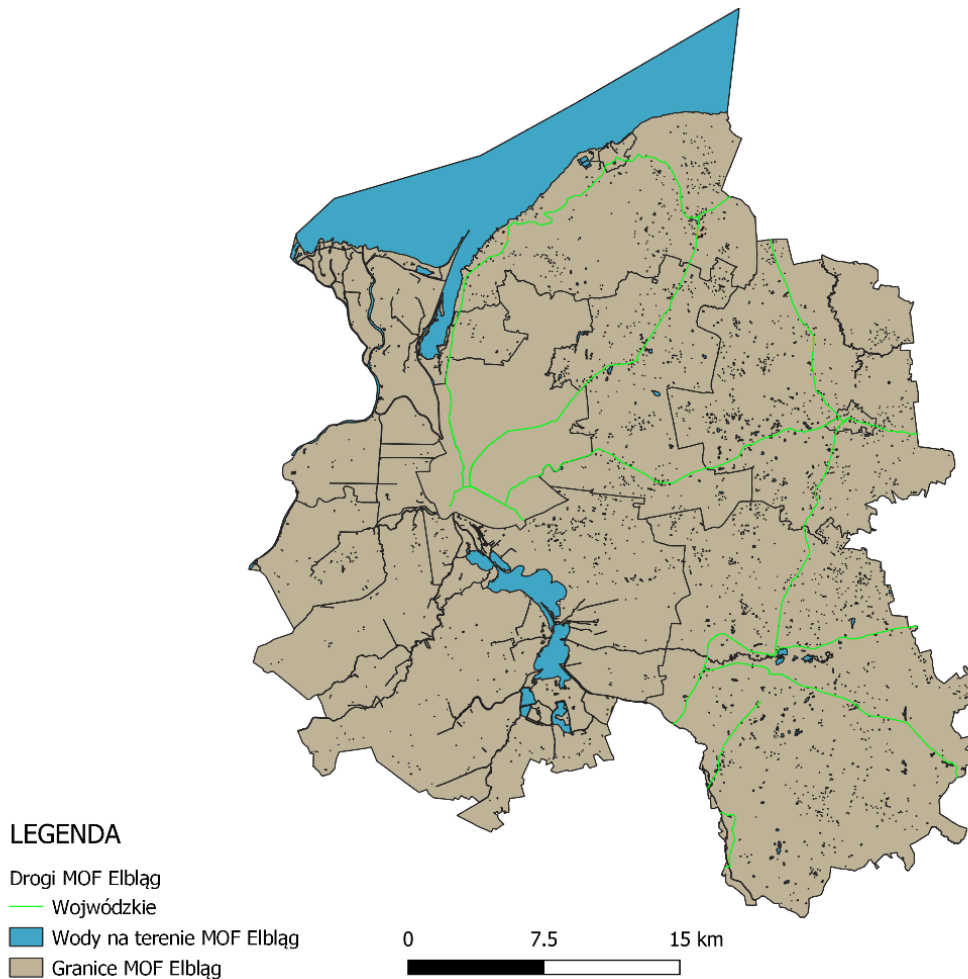 LEGENDA
Drogi MOF Elbląg
Wojwódzkie
Wody na terenie MOF Elbląg
Granice MOF Elbląg
0 7.5 15 km